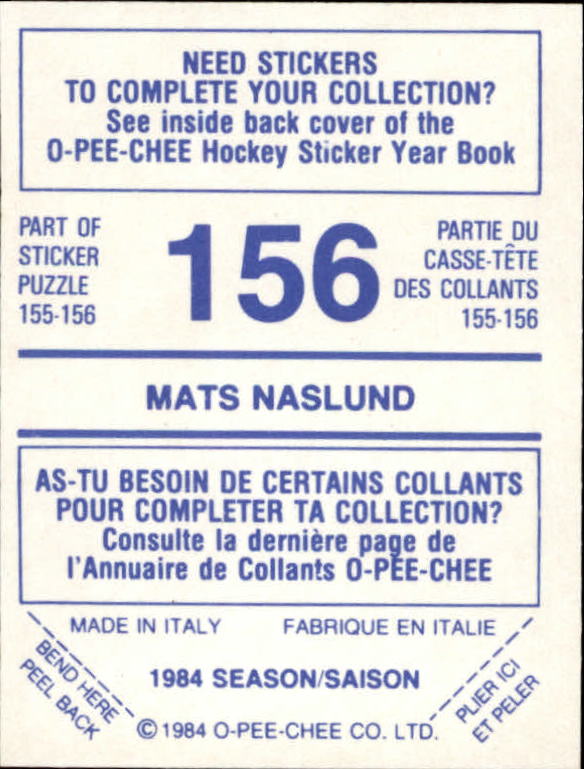 NEED STICKERS
TO COMPLETE YOUR COLLECTION?
See inside back cover of the
O-PEE-CHEE Hockey Sticker Year Book
PART OF
STICKER
PUZZLE
155-156
156
PARTIE DU
CASSE-TÊTE
DES COLLANTS
155-156
MATS NASLUND
AS-TU BESOIN DE CERTAINS COLLANTS
POUR COMPLETER TA COLLECTION?
Consulte la dernière page de
l'Annuaire de Collants O-PEE-CHEE
MADE IN ITALY FABRIQUE EN ITALIE
BEND HERE
PEEL BACK
1984 SEASON/SAISON
PLIER ICI
ET PELER
© 1984 O-PEE-CHEE CO. LTD.